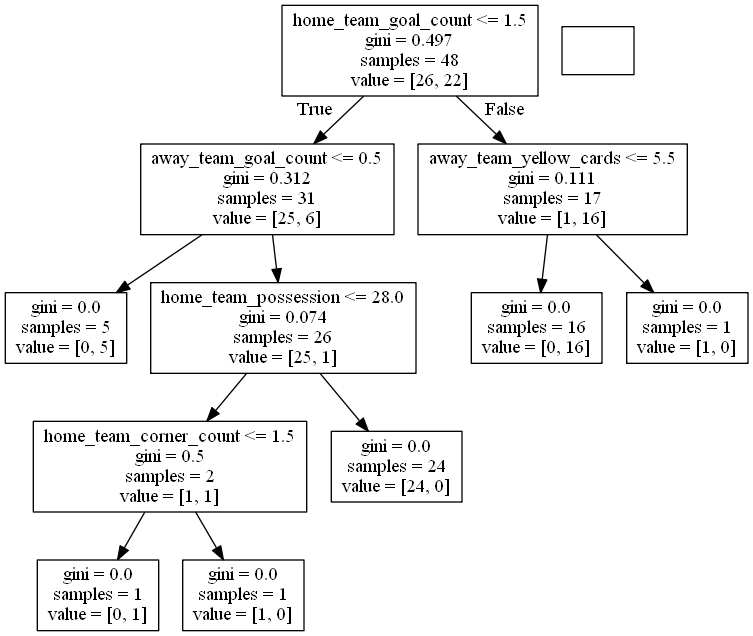 home_team_goal_count <= 1.5
gini = 0.497
samples = 48
value = [26, 22]
True
False
away_team_goal_count <= 0.5
gini = 0.312
samples = 31
value = [25, 6]
away_team_yellow_cards <= 5.5
gini = 0.111
samples = 17
value = [1, 16]
gini = 0.0
samples = 5
value = [0, 5]
home_team_possession <= 28.0
gini = 0.074
samples = 26
value = [25, 1]
gini = 0.0
samples = 16
value = [0, 16]
gini = 0.0
samples = 1
value = [1, 0]
home_team_corner_count <= 1.5
gini = 0.5
samples = 2
value = [1, 1]
gini = 0.0
samples = 24
value = [24, 0]
gini = 0.0
samples = 1
value = [0, 1]
gini = 0.0
samples = 1
value = [1, 0]